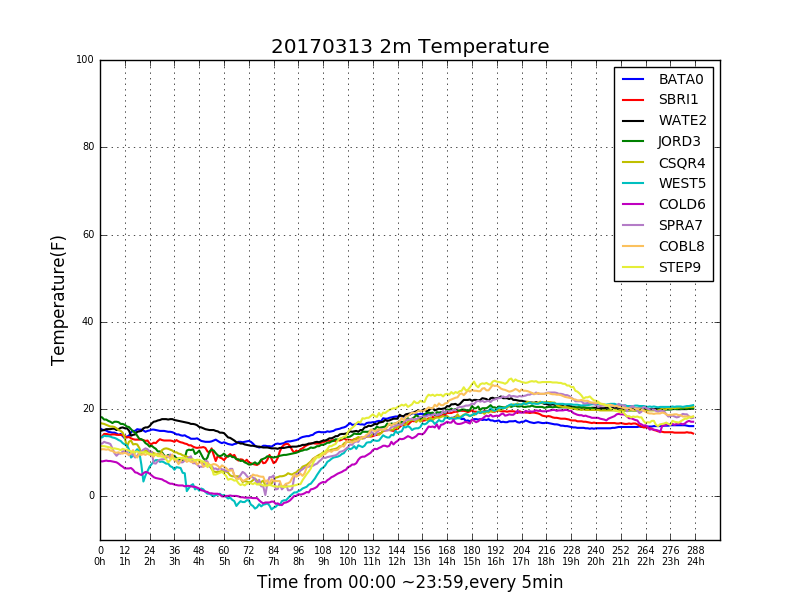 20170313 2m Temperature
100
80
60
40
20
0
Temperature(F)
BATA0
SBRI1
WATE2
JORD3
CSQR4
WEST5
COLD6
SPRA7
COBL8
STEP9
0 12 24 36 48 60 72 84 96 108 120 132 144 156 168 180 192 204 216 228 240 252 264 276 288
0h 1h 2h 3h 4h 5h 6h 7h 8h 9h 10h 11h 12h 13h 14h 15h 16h 17h 18h 19h 20h 21h 22h 23h 24h
Time from 00:00 ~23:59,every 5min